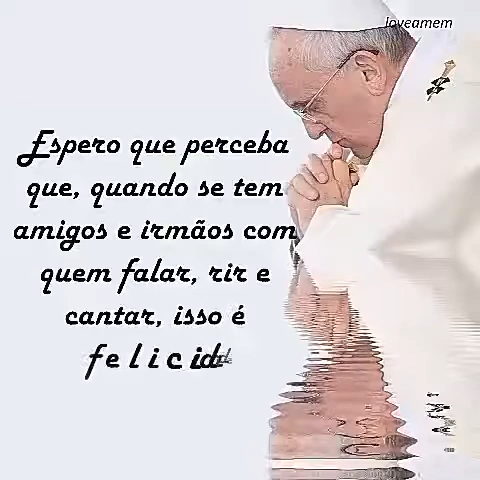 loveamem
Espero que perceba
que, quando se tem
amigos e irmãos com
quem falar, rir e
cantar, isso é